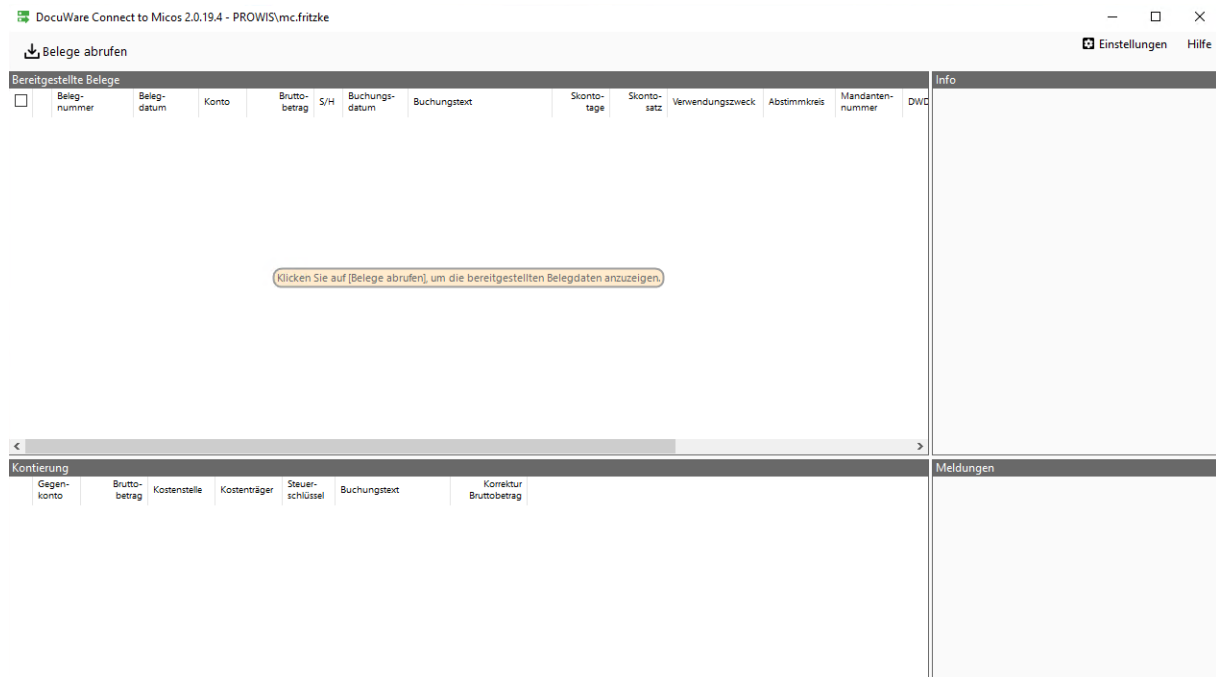 DocuWare Connect to Micos 2.0.19.4 - PROWIS\mc.fritzke
Belege abrufen
Einstellungen Hilfe
Bereitgestellte Belege
Beleg-
nummer
Beleg-
datum
Konto
Brutto-
betrag
S/H
Buchungs-
datum
Buchungstext
Skonto-
tage
Skonto-
satz
Verwendungszweck
Abstimmkreis
Mandanten-
nummer
DWD
Info
Klicken Sie auf [Belege abrufen], um die bereitgestellten Belegdaten anzuzeigen.
Kontierung
Gegen-
konto
Brutto-
betrag
Kostenstelle
Kostenträger
Steuer-
schlüssel
Buchungstext
Korrektur
Bruttobetrag
Meldungen